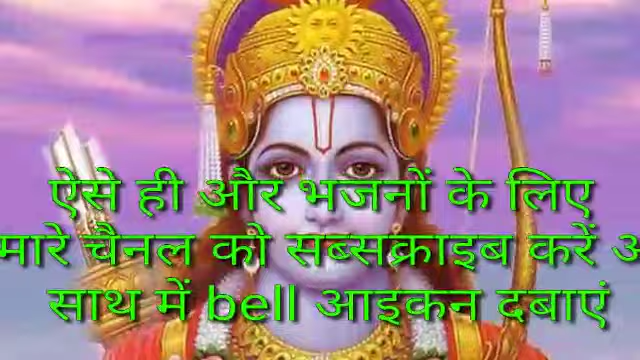 ऐसे ही और भजनों के लिए
मारे चैनल को सब्सक्राइब करें
साथ में bell आइकन दबाएं